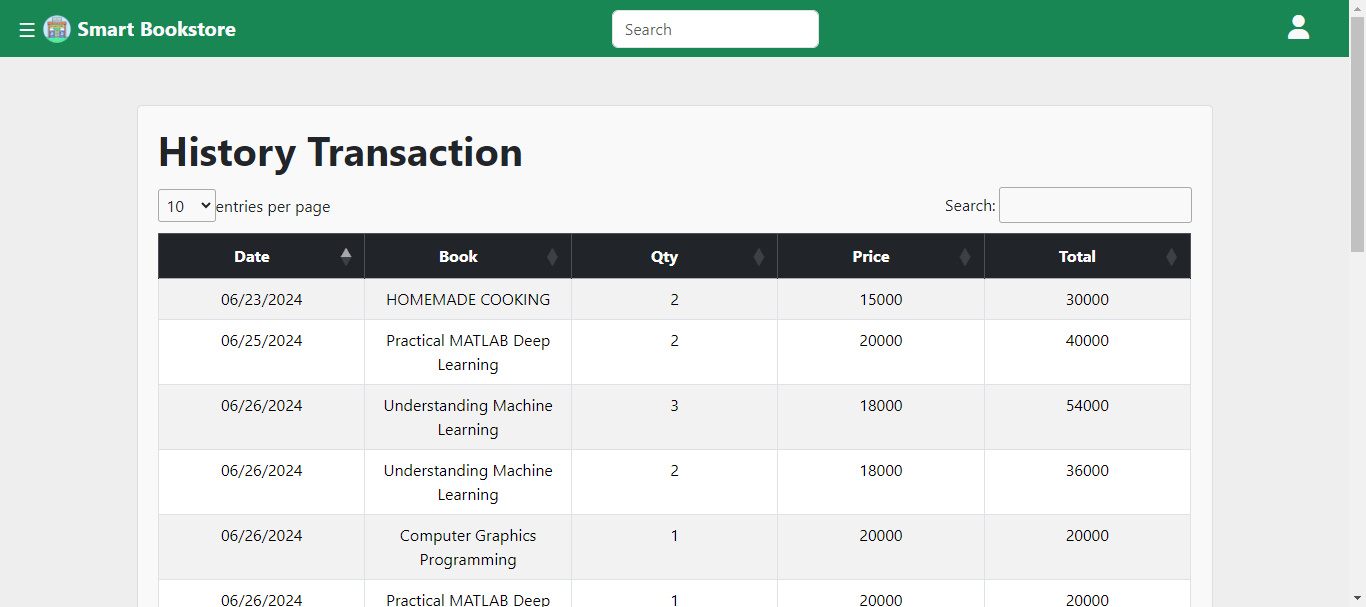 Smart Bookstore
Search
History Transaction
10 entries per page
Search:
Date Book Qty Price Total
06/23/2024 HOMEMADE COOKING 2 15000 30000
06/25/2024 Practical MATLAB Deep 2 20000 40000
Learning
06/26/2024 Understanding Machine 3 18000 54000
Learning
06/26/2024 Understanding Machine 2 18000 36000
Learning
06/26/2024 Computer Graphics 1 20000 20000
Programming
06/26/2024 Practical MATLAB Deep 1 20000 20000